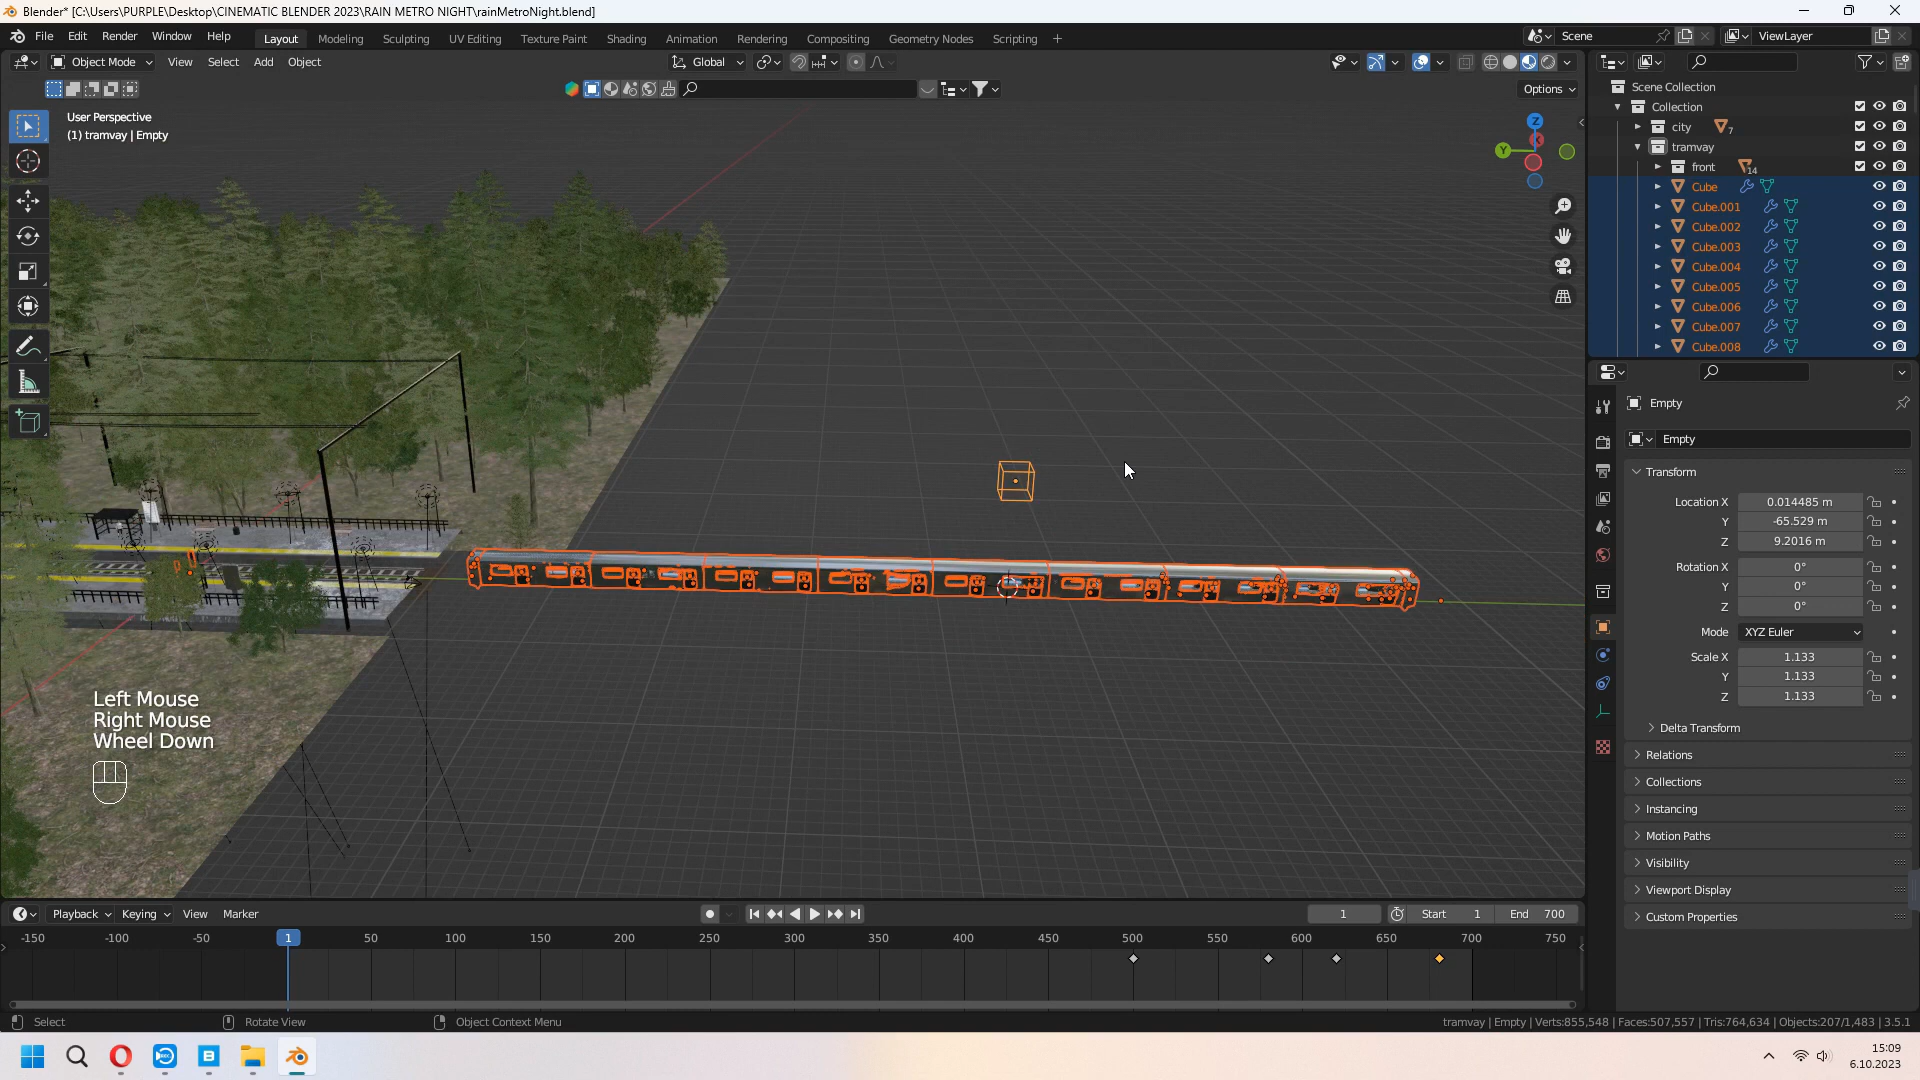 Blender* [C:\Users\PURPLE\Desktop\CINEMATIC BLENDER 2023\RAIN METRO NIGHT\rainMetroNight.blend]
File Edit Render Window Help Layout Modeling Sculpting UV Editing Texture Paint Shading Animation Rendering Compositing Geometry Nodes Scripting + Scene ViewLayer
Object Mode View Select Add Object Global
Options
User Perspective
(1) tramvay | Empty
Z
X
Y
Scene Collection
Collection
city 7
tramvay
front 14
Cube
Cube.001
Cube.002
Cube.003
Cube.004
Cube.005
Cube.006
Cube.007
Cube.008
Empty
Empty
Transform
Location X 0.014485 m
Y -65.529 m
Z 9.2016 m
Rotation X 0°
Y 0°
Z 0°
Mode XYZ Euler
Scale X 1.133
Y 1.133
Z 1.133
Delta Transform
Relations
Collections
Instancing
Motion Paths
Visibility
Viewport Display
Custom Properties
Left Mouse
Right Mouse
Wheel Down
Playback Keying View Marker 1 Start 1 End 700
-150 -100 -50 1 50 100 150 200 250 300 350 400 450 500 550 600 650 700 750
Select Rotate View Object Context Menu tramvay | Empty | Verts:855,548 | Faces:507,557 | Tris:764,634 | Objects:207/1,483 | 3.5.1
15:09
6.10.2023